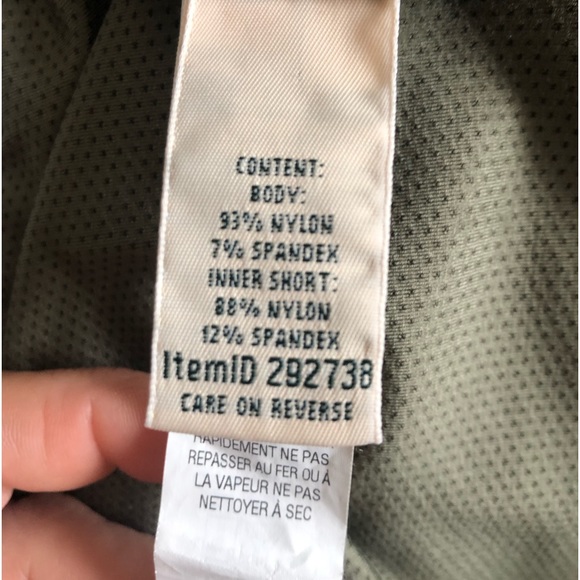 CONTENT:
BODY:
93% NYLON
7% SPANDEX
INNER SHORT:
88% NYLON
12% SPANDEX
ItemID 292738
CARE ON REVERSE
RAPIDEMENT NE PAS
REPASSER AU FER OU À
LA VAPEUR NE PAS
NETTOYER À SEC